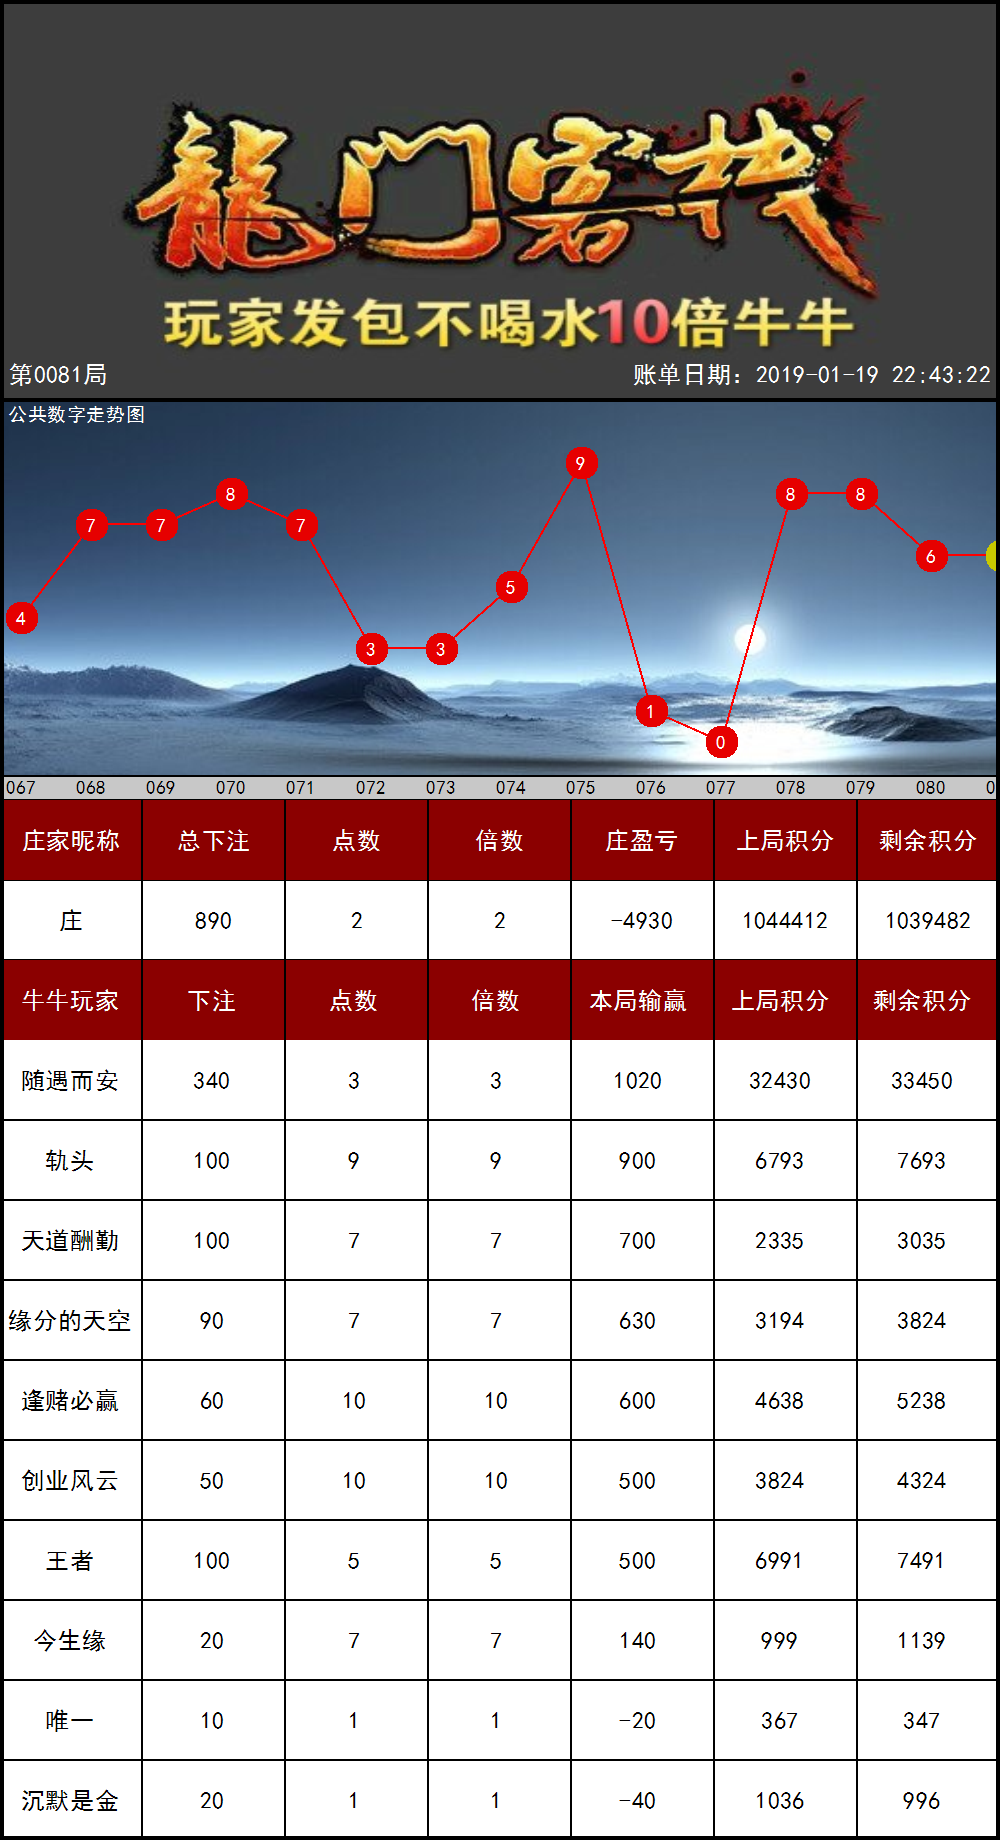 龍门客栈
玩家发包不喝水10倍牛牛
第0081局 账单日期：2019-01-19 22:43:22
公共数字走势图
4 7 7 8 7 3 3 5 9 1 0 8 8 6
067 068 069 070 071 072 073 074 075 076 077 078 079 080
庄家昵称 总下注 点数 倍数 庄盈亏 上局积分 剩余积分
庄 890 2 2 -4930 1044412 1039482
牛牛玩家 下注 点数 倍数 本局输赢 上局积分 剩余积分
随遇而安 340 3 3 1020 32430 33450
轨头 100 9 9 900 6793 7693
天道酬勤 100 7 7 700 2335 3035
缘分的天空 90 7 7 630 3194 3824
逢赌必赢 60 10 10 600 4638 5238
创业风云 50 10 10 500 3824 4324
王者 100 5 5 500 6991 7491
今生缘 20 7 7 140 999 1139
唯一 10 1 1 -20 367 347
沉默是金 20 1 1 -40 1036 996